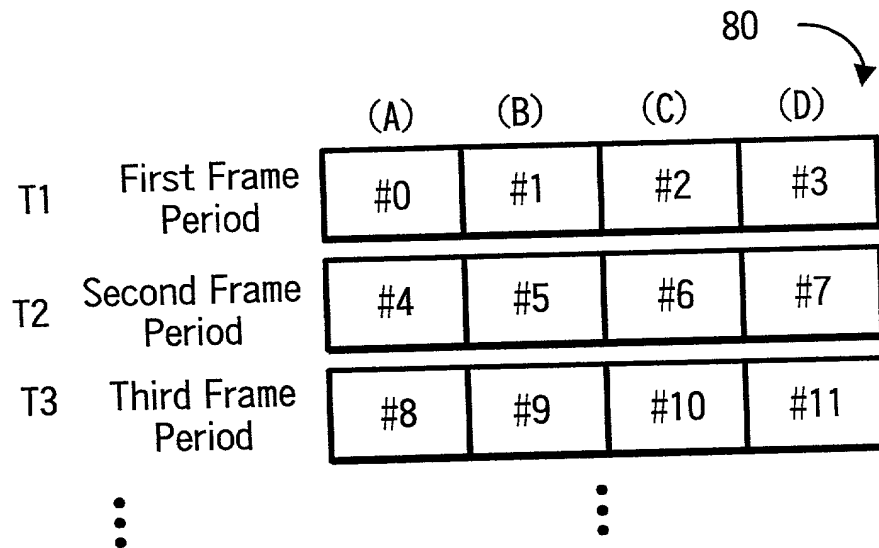 80
(A) (B) (C) (D)
T1 First Frame Period #0 #1 #2 #3
T2 Second Frame Period #4 #5 #6 #7
T3 Third Frame Period #8 #9 #10 #11